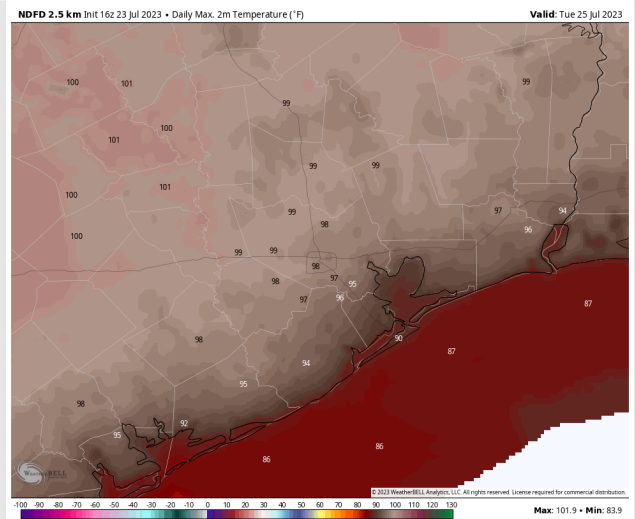 NDFD 2.5 km Init 16z 23 Jul 2023 • Daily Max. 2m Temperature (°F)
Valid: Tue 25 Jul 2023
100 101 99 99
101 100
99 99
100 101
99 98 97 94
96
100 99 99
98 97
98 95
97 96
87
98 90
87
94
95
98
92
95
86 86
WeatherBELL
© 2023 WeatherBELL Analytics, LLC. All rights reserved. License required for commercial distribution.
-100 -90 -80 -70 -60 -50 -40 -30 -20 -10 0 10 20 30 40 50 60 70 80 90 100 110 120 130
Max: 101.9 • Min: 83.9